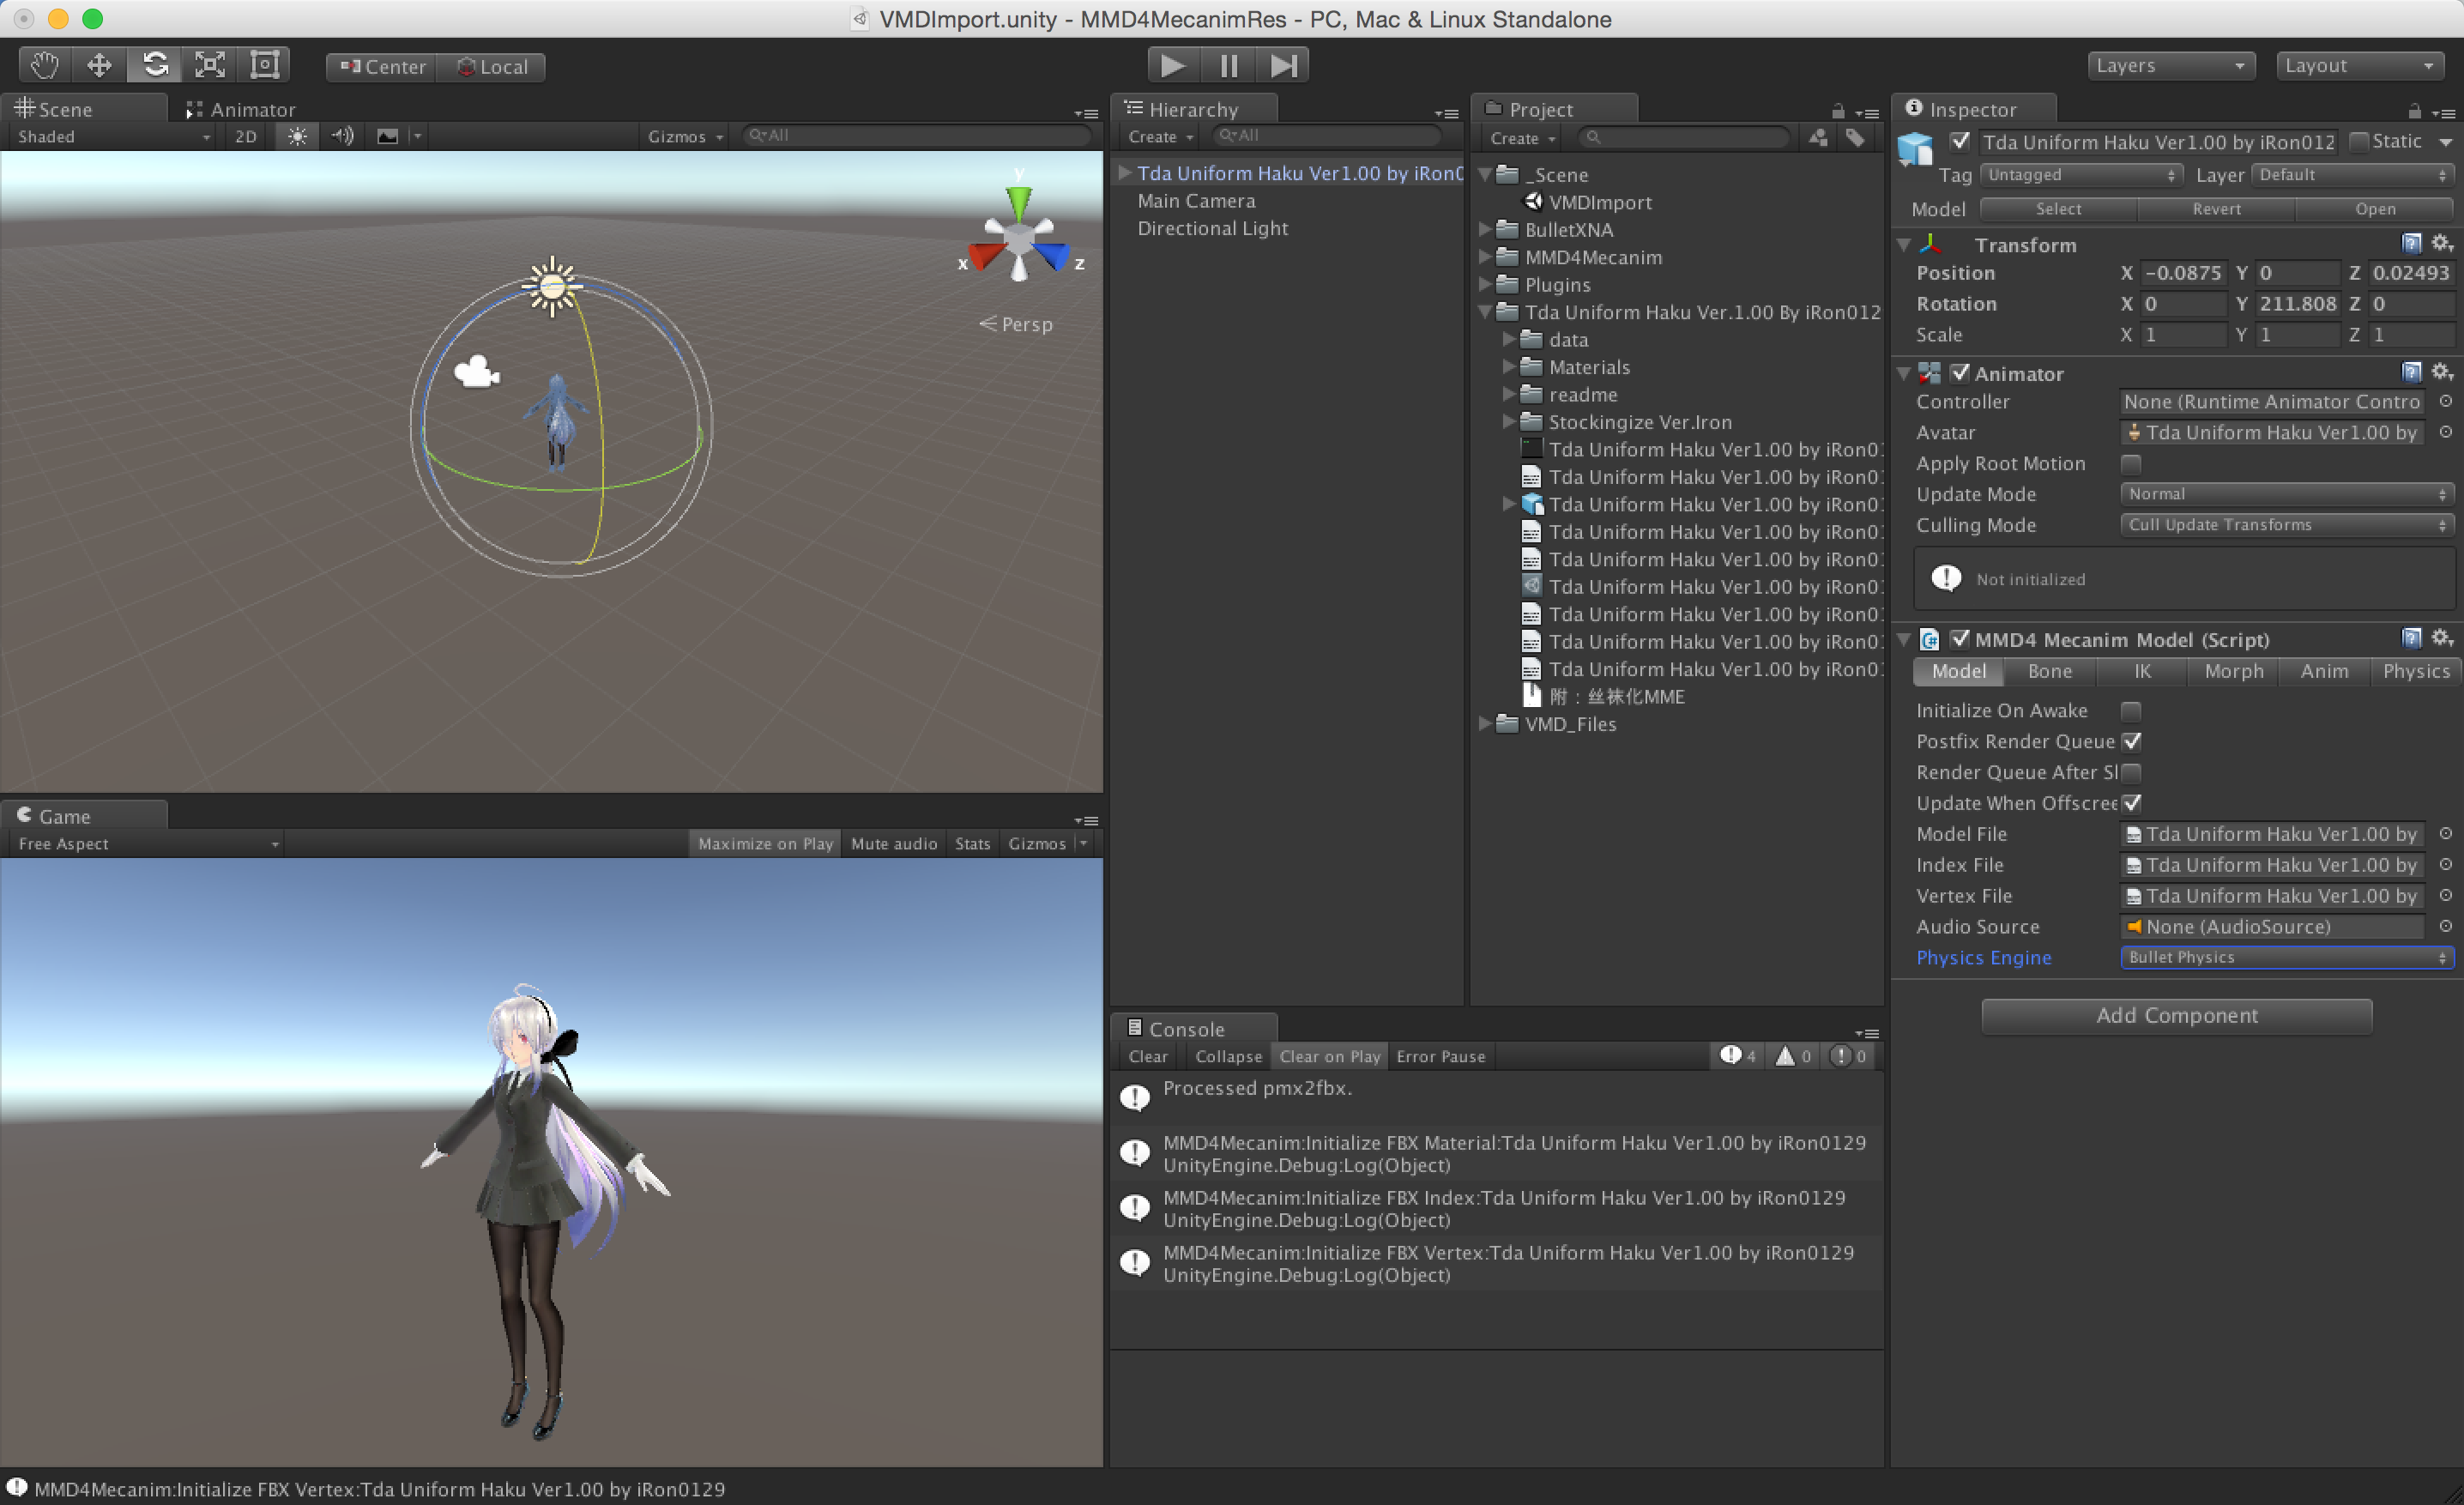 VMDImport.unity - MMD4MecanimRes - PC, Mac & Linux Standalone
Center Local
Layers Layout
Scene Animator
Shaded 2D Gizmos All
y
x z
Persp
Game
Free Aspect Maximize on Play Mute audio Stats Gizmos
Hierarchy
Create All
Tda Uniform Haku Ver1.00 by iRon0
Main Camera
Directional Light
Project
Create
_Scene
VMDImport
BulletXNA
MMD4Mecanim
Plugins
Tda Uniform Haku Ver.1.00 By iRon012
data
Materials
readme
Stockingize Ver.Iron
Tda Uniform Haku Ver1.00 by iRon01
Tda Uniform Haku Ver1.00 by iRon01
Tda Uniform Haku Ver1.00 by iRon01
Tda Uniform Haku Ver1.00 by iRon01
Tda Uniform Haku Ver1.00 by iRon01
Tda Uniform Haku Ver1.00 by iRon01
Tda Uniform Haku Ver1.00 by iRon01
Tda Uniform Haku Ver1.00 by iRon01
Tda Uniform Haku Ver1.00 by iRon01
附：丝袜化MME
VMD_Files
Console
Clear Collapse Clear on Play Error Pause 4 0 0
Processed pmx2fbx.
MMD4Mecanim:Initialize FBX Material:Tda Uniform Haku Ver1.00 by iRon0129
UnityEngine.Debug:Log(Object)
MMD4Mecanim:Initialize FBX Index:Tda Uniform Haku Ver1.00 by iRon0129
UnityEngine.Debug:Log(Object)
MMD4Mecanim:Initialize FBX Vertex:Tda Uniform Haku Ver1.00 by iRon0129
UnityEngine.Debug:Log(Object)
Inspector
Tda Uniform Haku Ver1.00 by iRon012 Static
Tag Untagged Layer Default
Model Select Revert Open
Transform
Position X -0.0875 Y 0 Z 0.02493
Rotation X 0 Y 211.808 Z 0
Scale X 1 Y 1 Z 1
Animator
Controller None (Runtime Animator Contro
Avatar Tda Uniform Haku Ver1.00 by
Apply Root Motion
Update Mode Normal
Culling Mode Cull Update Transforms
Not initialized
MMD4 Mecanim Model (Script)
Model Bone IK Morph Anim Physics
Initialize On Awake
Postfix Render Queue
Render Queue After Sl
Update When Offscree
Model File Tda Uniform Haku Ver1.00 by
Index File Tda Uniform Haku Ver1.00 by
Vertex File Tda Uniform Haku Ver1.00 by
Audio Source None (AudioSource)
Physics Engine Bullet Physics
Add Component
MMD4Mecanim:Initialize FBX Vertex:Tda Uniform Haku Ver1.00 by iRon0129